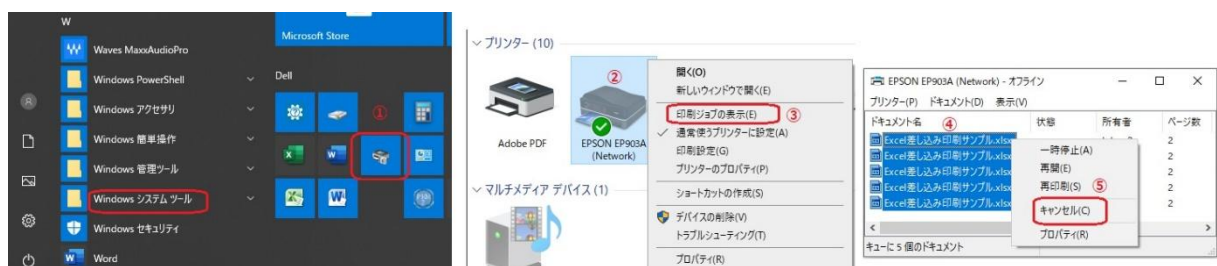 W
Waves MaxxAudioPro
Windows PowerShell
Windows アクセサリ
Windows 簡単操作
Windows 管理ツール
Windows システム ツール
Windows セキュリティ
Word
Microsoft Store
Dell
①
プリンター (10)
②
Adobe PDF
EPSON EP903A
(Network)
マルチメディア デバイス (1)
開く(O)
新しいウィンドウで開く(E)
印刷ジョブの表示(E)
③
通常使うプリンターに設定(A)
印刷設定(G)
プリンターのプロパティ(P)
ショートカットの作成(S)
デバイスの削除(V)
トラブルシューティング(T)
プロパティ(R)
EPSON EP903A (Network) - オフライン
プリンター(P) ドキュメント(D) 表示(V)
ドキュメント名 ④ 状態 所有者 ページ数
Excel差し込み印刷サンプル.xlsx 2
Excel差し込み印刷サンプル.xlsx 2
Excel差し込み印刷サンプル.xlsx 2
Excel差し込み印刷サンプル.xlsx 2
Excel差し込み印刷サンプル.xlsx 2
一時停止(A)
再開(E)
再印刷(S) ⑤
キャンセル(C)
プロパティ(R)
キューに 5 個のドキュメント